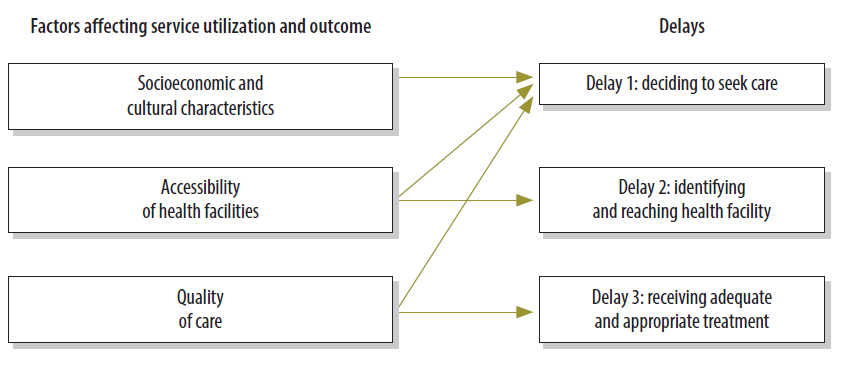 Factors affecting service utilization and outcome
Delays
Socioeconomic and
cultural characteristics
Delay 1: deciding to seek care
Accessibility
of health facilities
Delay 2: identifying
and reaching health facility
Quality
of care
Delay 3: receiving adequate
and appropriate treatment